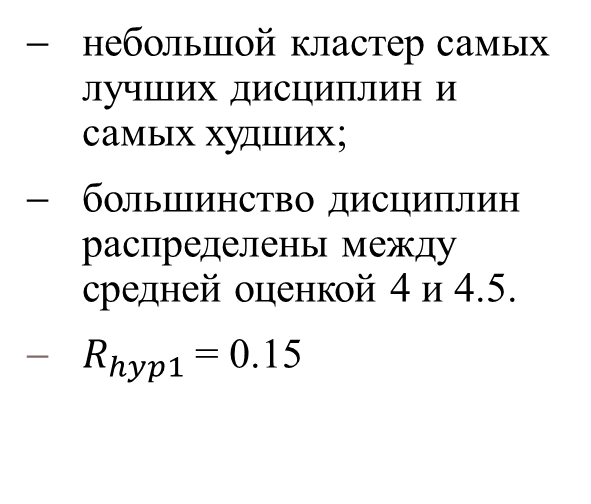 – небольшой кластер самых
лучших дисциплин и
самых худших;
– большинство дисциплин
распределены между
средней оценкой 4 и 4.5.
– R_hyp1 = 0.15